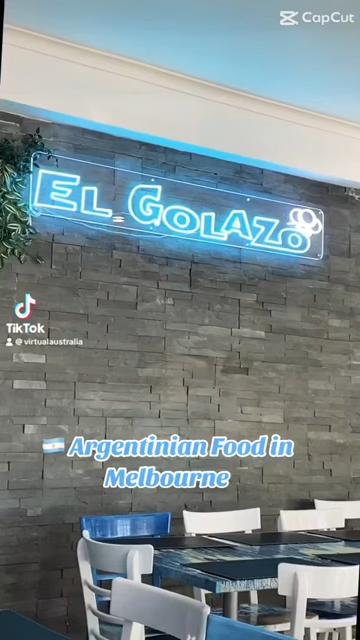 CapCut
EL GOLAZO
TikTok
@virtualaustralia
🇦🇷 Argentinian Food in
Melbourne